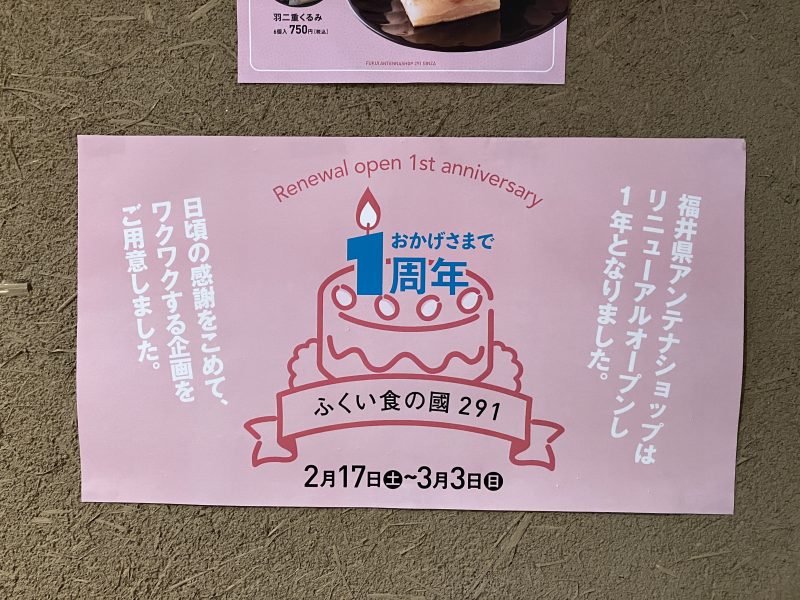 羽二重くるみ
6個入 750円(税込)
FUKUI ANTENNASHOP 291 GINZA
Renewal open 1st anniversary
福井県アンテナショップは
リニューアルオープンし
1年となりました。
おかげさまで
1周年
日頃の感謝をこめて、
ワクワクする企画を
ご用意しました。
ふくい食の國 291
2月17日土~3月3日日